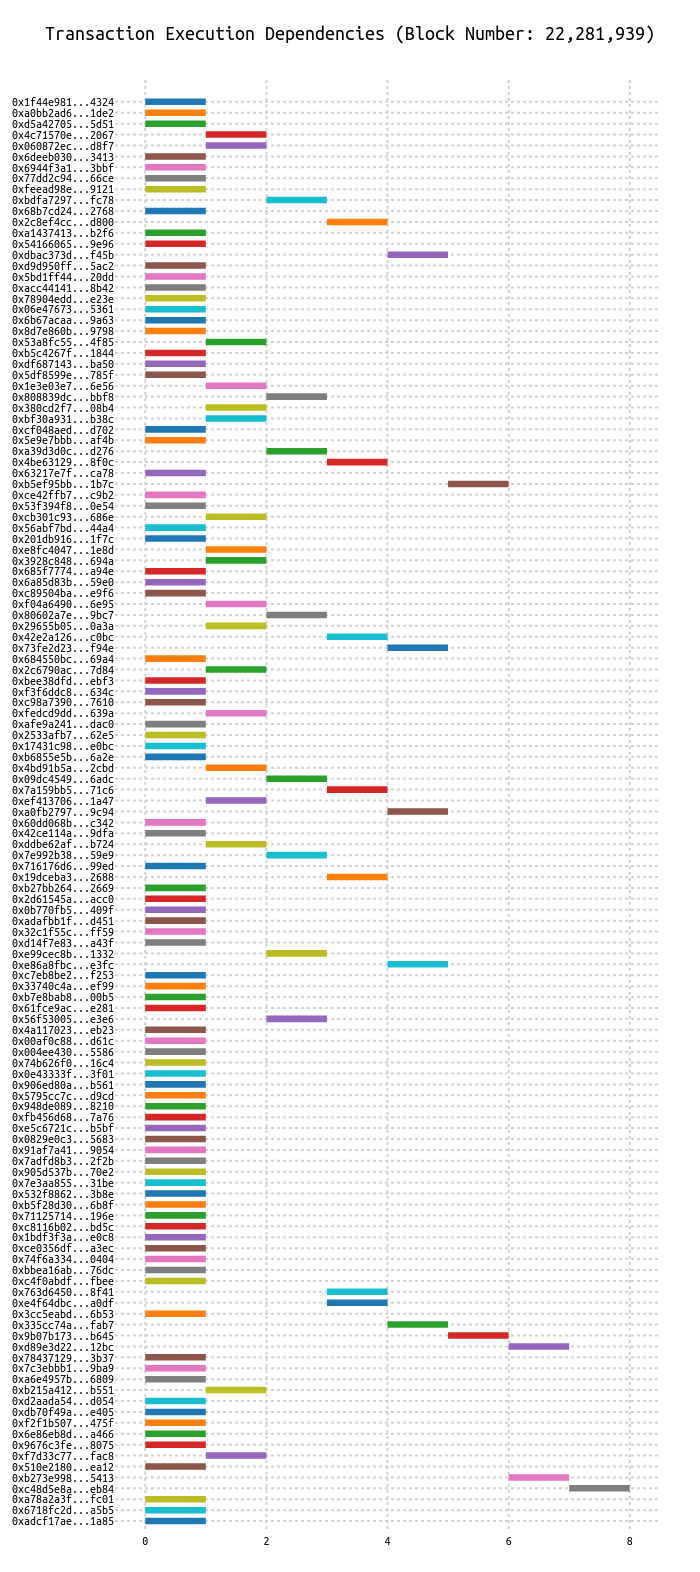 Transaction Execution Dependencies (Block Number: 22,281,939)
0x1f44e981...4324
0xa0bb2ad6...1de2
0xd5a42705...5d51
0x4c71570e...2067
0x060872ec...d8f7
0x6deeb030...3413
0x6944f3a1...3bbf
0x77dd2c94...66ce
0xfeead98e...9121
0xbdfa7297...fc78
0x68b7cd24...2768
0x2c8ef4cc...d800
0xa1437413...b2f6
0x54166065...9e96
0xdbac373d...f45b
0xd9d950ff...5ac2
0x5bd1ff44...20dd
0xacc44141...8b42
0x78904edd...e23e
0x06e47673...5361
0x6b67acaa...9a63
0x8d7e860b...9798
0x53a8fc55...4f85
0xb5c4267f...1844
0xdf687143...ba50
0x5df8599e...785f
0x1e3e03e7...6e56
0x808839dc...bbf8
0x380cd2f7...08b4
0xbf30a931...b38c
0xcf048aed...d702
0x5e9e7bbb...af4b
0xa39d3d0c...d276
0x4be63129...8f0c
0x63217e7f...ca78
0xb5ef95bb...1b7c
0xce42ffb7...c9b2
0x53f394f8...0e54
0xcb301c93...686e
0x56abf7bd...44a4
0x201db916...1f7c
0xe8fc4047...1e8d
0x3928c848...694a
0x685f7774...a94e
0x6a85d83b...59e0
0xc89504ba...e9f6
0xf04a6490...6e95
0x80602a7e...9bc7
0x29655b05...0a3a
0x42e2a126...c0bc
0x73fe2d23...f94e
0x684550bc...69a4
0x2c6790ac...7d84
0xbee38dfd...ebf3
0xf3f6ddc8...634c
0xc98a7390...7610
0xfedcd9dd...639a
0xafe9a241...dac0
0x2533afb7...62e5
0x17431c98...e0bc
0xb6855e5b...6a2e
0x4bd91b5a...2cbd
0x09dc4549...6adc
0x7a159bb5...71c6
0xef413706...1a47
0xa0fb2797...9c94
0x60dd068b...c342
0x42ce114a...9dfa
0xddbe62af...b724
0x7e992b38...59e9
0x716176d6...99ed
0x19dceba3...2688
0xb27bb264...2669
0x2d61545a...acc0
0x0b770fb5...409f
0xadafbb1f...d451
0x32c1f55c...ff59
0xd14f7e83...a43f
0xe99cec8b...1332
0xe86a8fbc...e3fc
0xc7eb8be2...f253
0x33740c4a...ef99
0xb7e8bab8...00b5
0x61fce9ac...e281
0x56f53005...e3e6
0x4a117023...eb23
0x00af0c88...d61c
0x004ee430...5586
0x74b626f0...16c4
0x0e43333f...3f01
0x906ed80a...b561
0x5795cc7c...d9cd
0x948de089...8210
0xfb456d68...7a76
0xe5c6721c...b5bf
0x0829e0c3...5683
0x91af7a41...9054
0x7adfd8b3...2f2b
0x905d537b...70e2
0x7e3aa855...31be
0x532f8862...3b8e
0xb5f28d30...6b8f
0x71125714...196e
0xc8116b02...bd5c
0x1bdf3f3a...e0c8
0xce0356df...a3ec
0x74f6a334...0404
0xbbea16ab...76dc
0xc4f0abdf...fbee
0x763d6450...8f41
0xe4f64dbc...a0df
0x3cc5eabd...6b53
0x335cc74a...fab7
0x9b07b173...b645
0xd89e3d22...12bc
0x78437129...3b37
0x7c3ebbb1...9ba9
0xa6e4957b...6809
0xb215a412...b551
0xd2aada54...d054
0xdb70f49a...e405
0xf2f1b507...475f
0x6e86eb8d...a466
0x9676c3fe...8075
0xf7d33c77...fac8
0x510e2180...ea12
0xb273e998...5413
0xc48d5e8a...eb84
0xa78a2a3f...fc01
0x6718fc2d...a5b5
0xadcf17ae...1a85
0 2 4 6 8